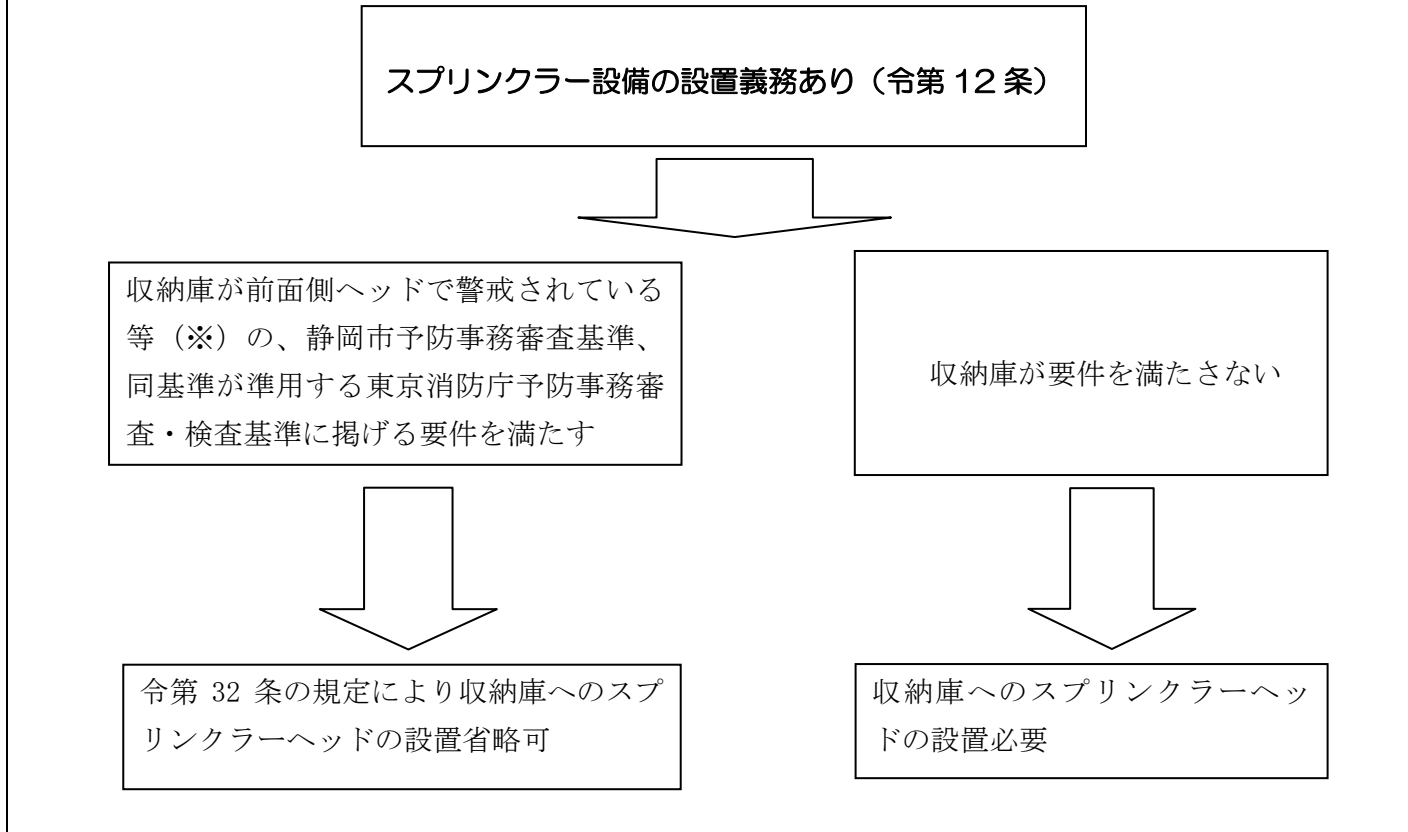 スプリンクラー設備の設置義務あり（令第 12 条）
収納庫が前面側ヘッドで警戒されている
等（※）の、静岡市予防事務審査基準、
同基準が準用する東京消防庁予防事務審
査・検査基準に掲げる要件を満たす
収納庫が要件を満たさない
令第 32 条の規定により収納庫へのスプ
リンクラーヘッドの設置省略可
収納庫へのスプリンクラーヘッ
ドの設置必要